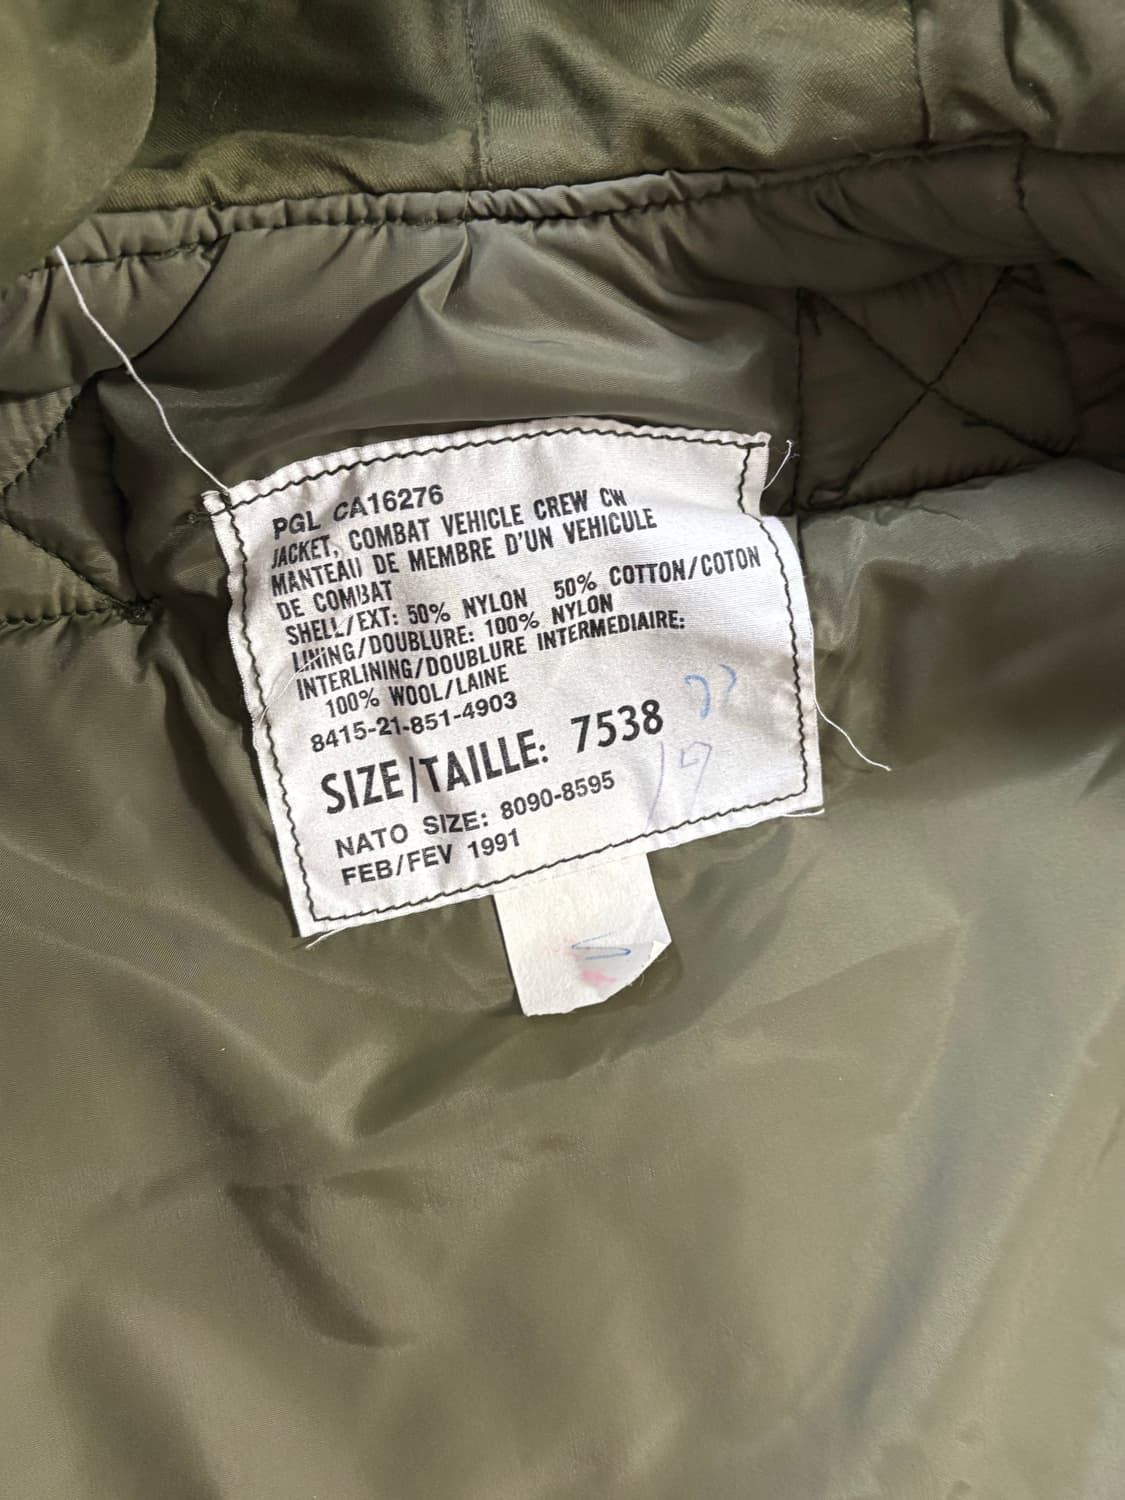 PGL CA16276
JACKET, COMBAT VEHICLE CREW CW
MANTEAU DE MEMBRE D'UN VEHICULE
DE COMBAT
SHELL/EXT: 50% NYLON 50% COTTON/COTON
LINING/DOUBLURE: 100% NYLON
INTERLINING/DOUBLURE INTERMEDIAIRE:
100% WOOL/LAINE
8415-21-851-4903
SIZE/TAILLE: 7538
NATO SIZE: 8090-8595
FEB/FEV 1991